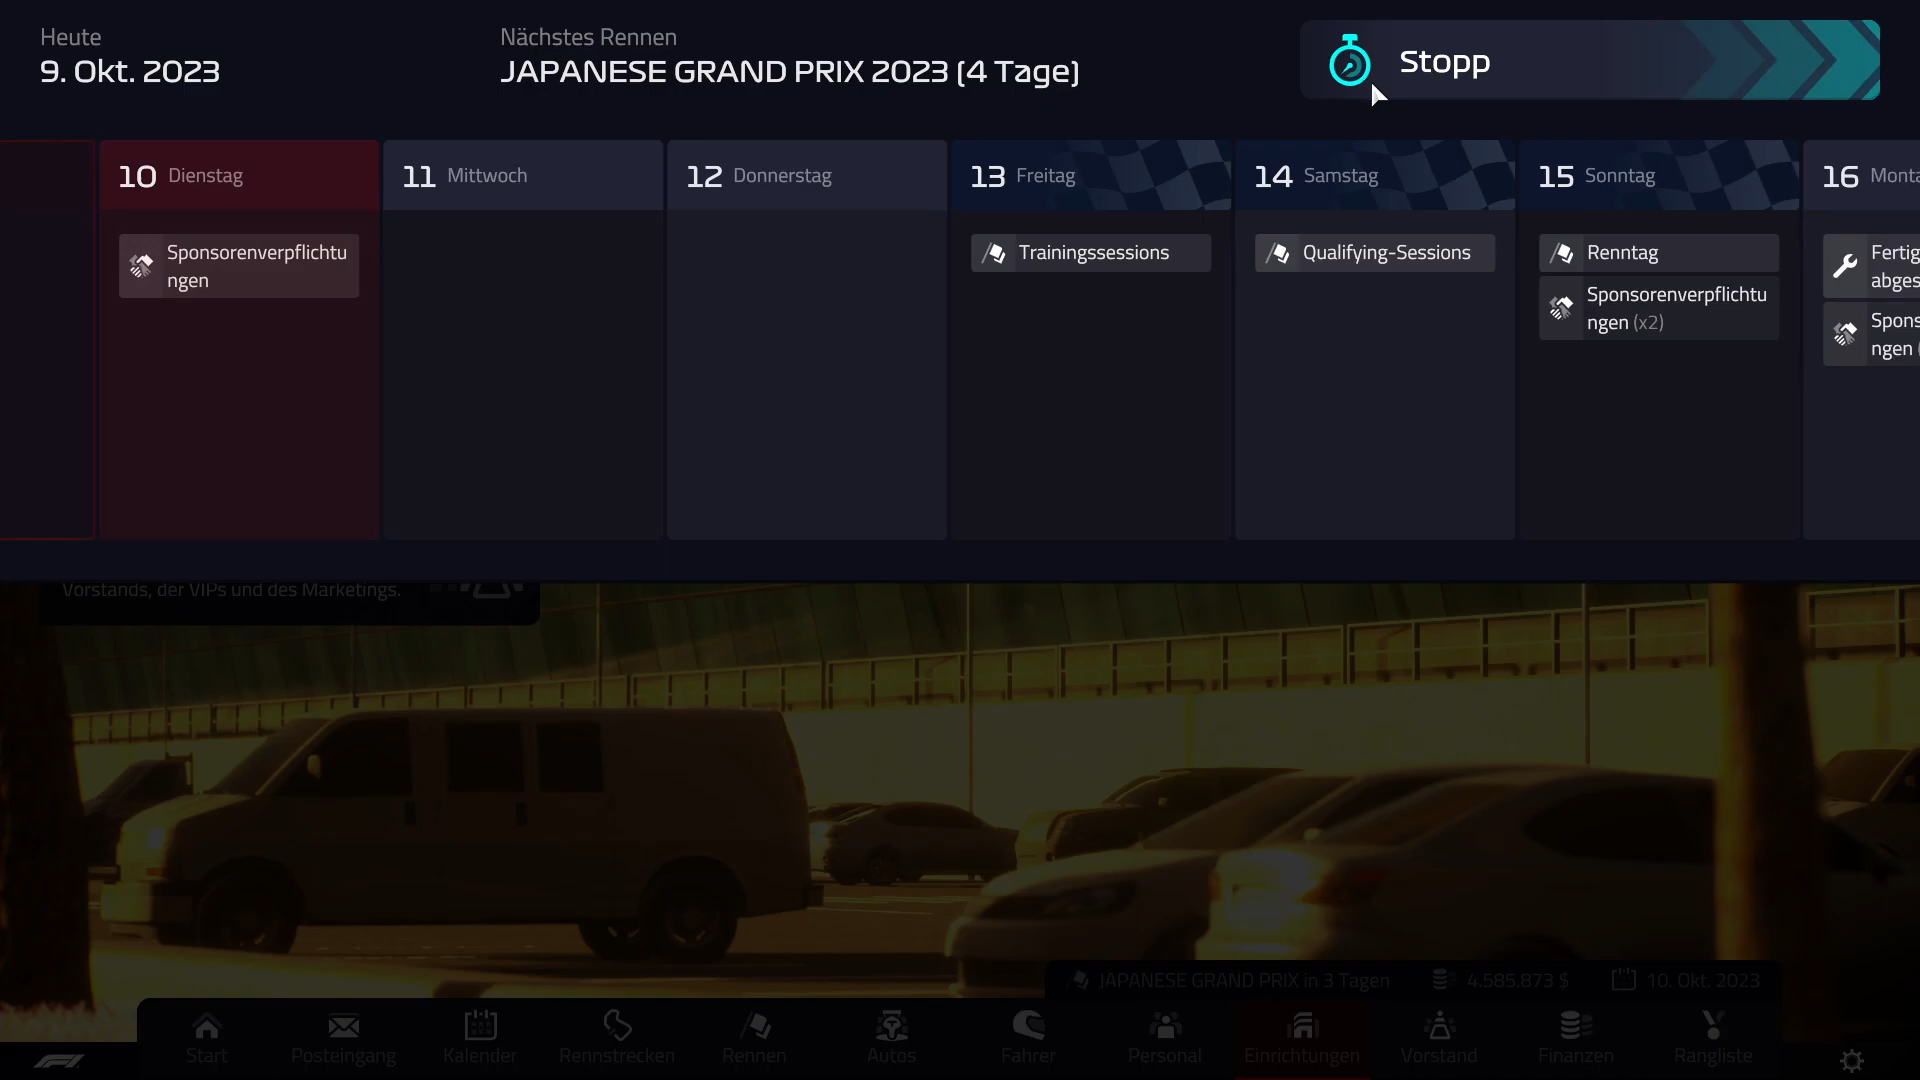 Heute
9. Okt. 2023
Nächstes Rennen
JAPANESE GRAND PRIX 2023 (4 Tage)
Stopp
10 Dienstag
11 Mittwoch
12 Donnerstag
13 Freitag
14 Samstag
15 Sonntag
16 Monta
Sponsorenverpflichtu
ngen
Trainingssessions
Qualifying-Sessions
Renntag
Sponsorenverpflichtu
ngen (x2)
Fertig
abges
Spons
ngen (
Vorstands, der VIPs und des Marketings.
JAPANESE GRAND PRIX in 3 Tagen
4.585.873 $
10. Okt. 2023
Start
Posteingang
Kalender
Rennstrecken
Rennen
Autos
Fahrer
Personal
Einrichtungen
Vorstand
Finanzen
Rangliste